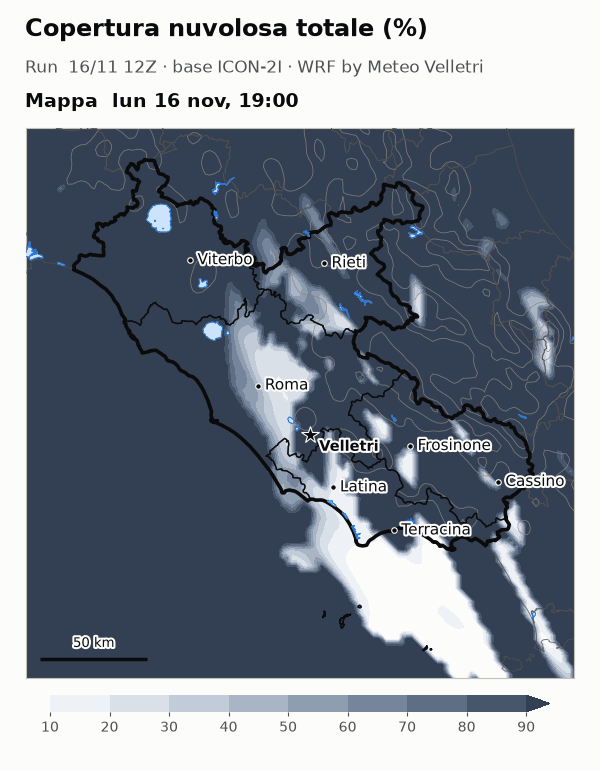 Copertura nuvolosa totale (%)
Run 16/11 12Z · base ICON-2I · WRF by Meteo Velletri
Mappa lun 16 nov, 19:00
Viterbo
Rieti
Roma
Velletri
Frosinone
Cassino
Latina
Terracina
50 km
10 20 30 40 50 60 70 80 90